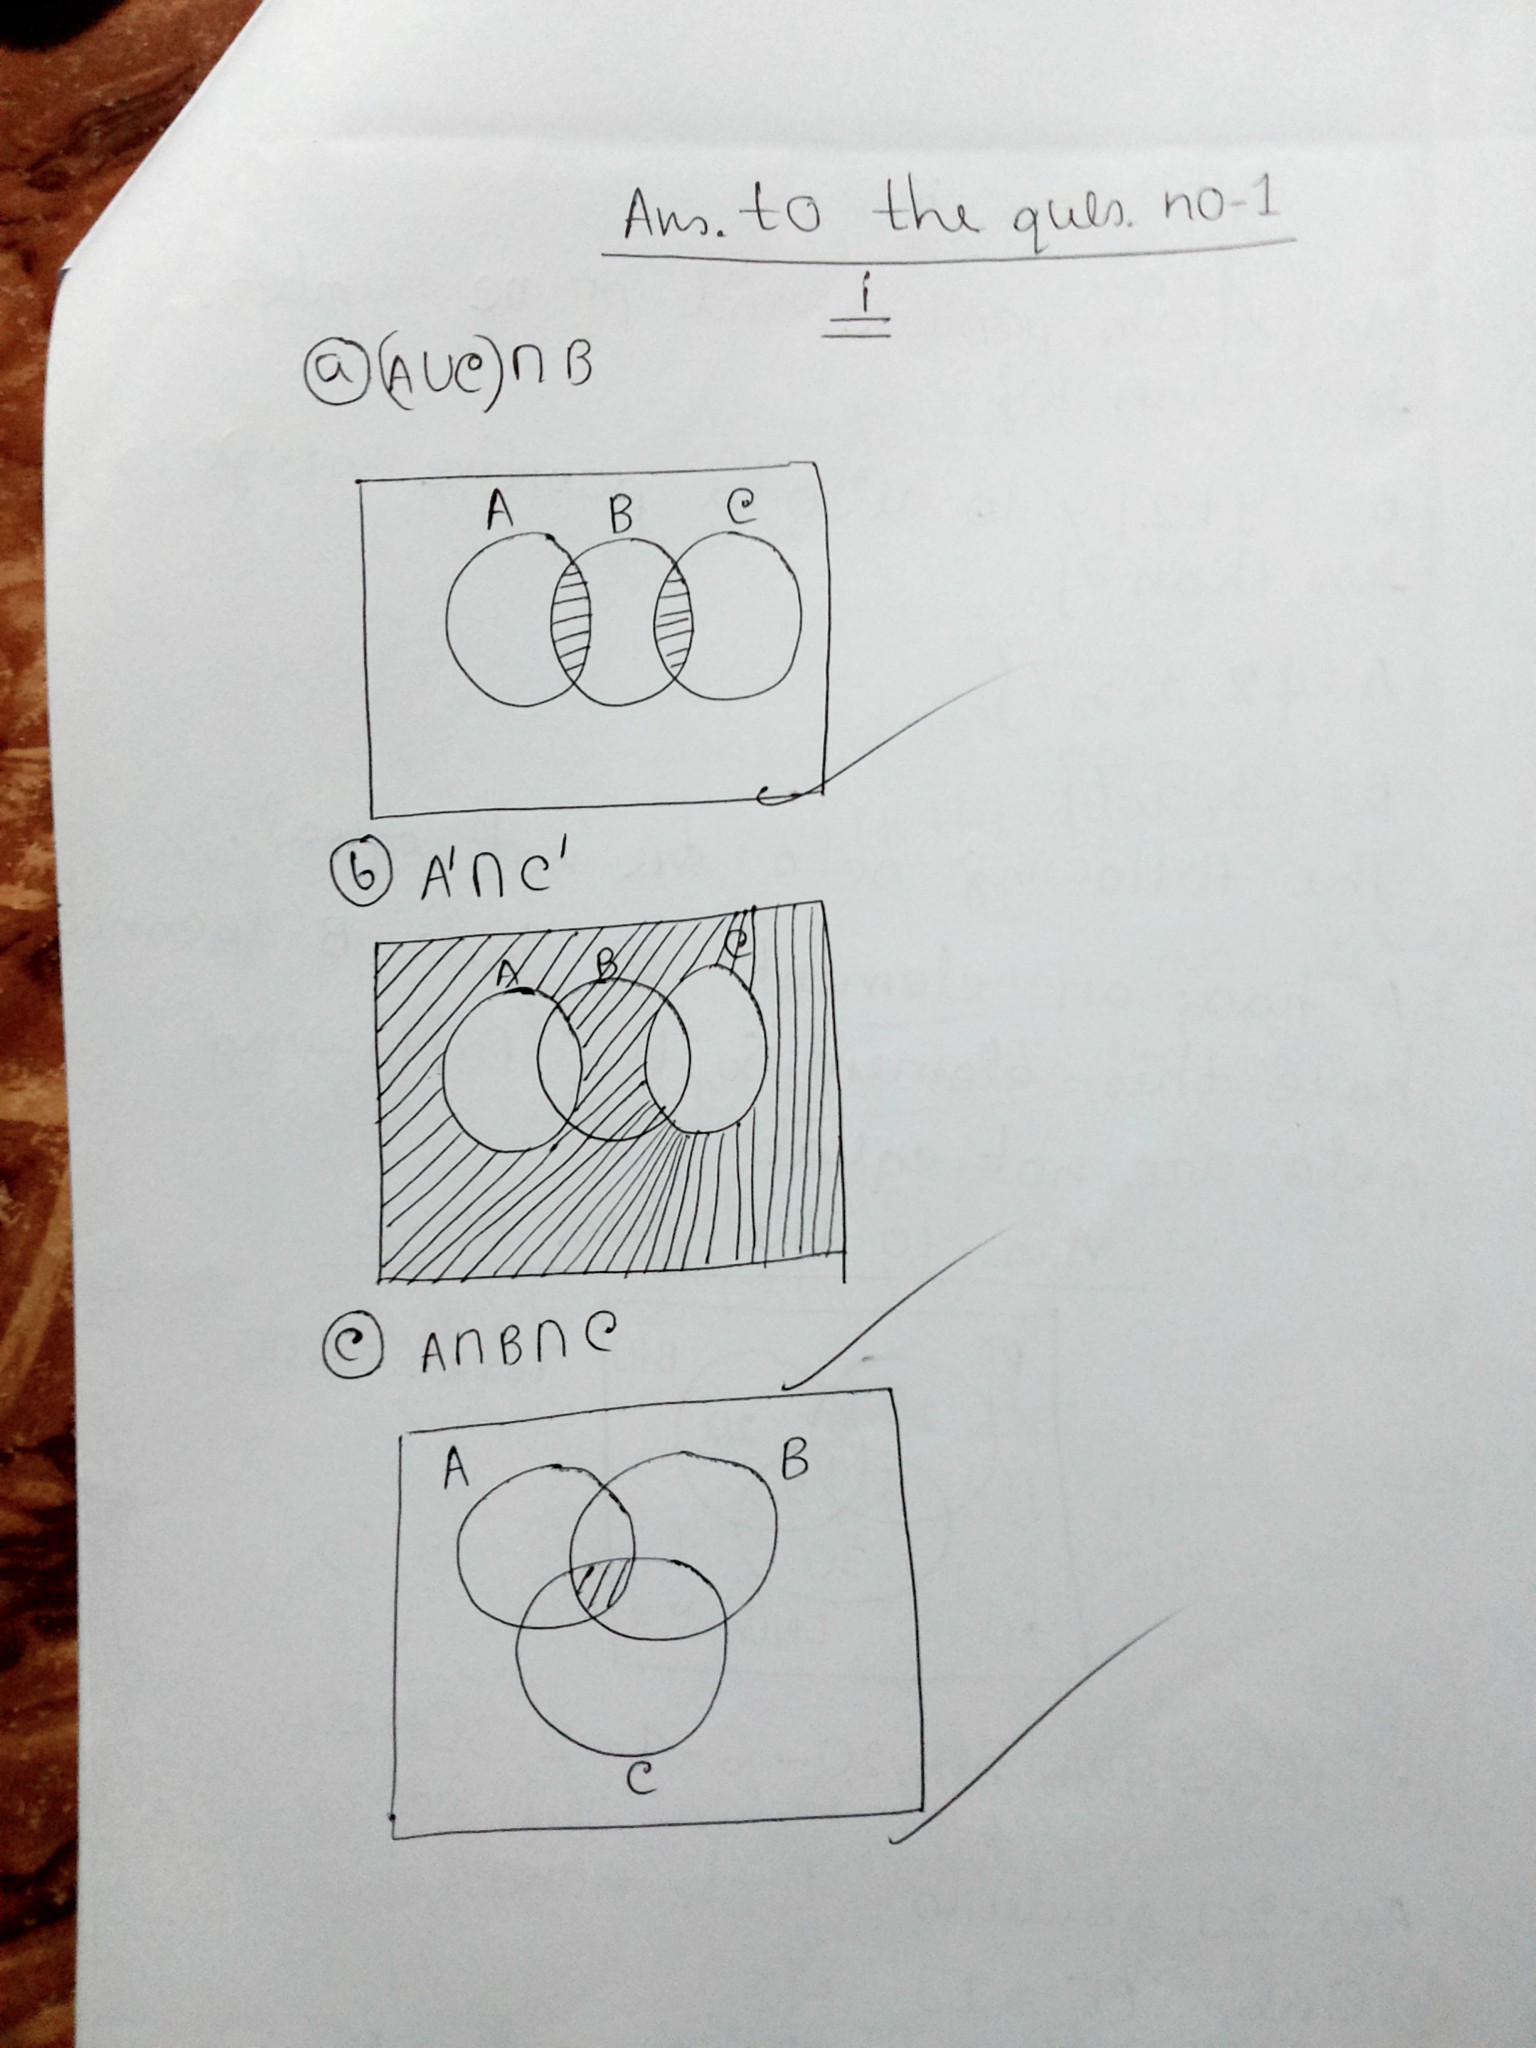 Ans. to the ques. no-1
i
a (A∪C)∩B
A B C
b A'∩C'
A B C
c A∩B∩C
A B
C